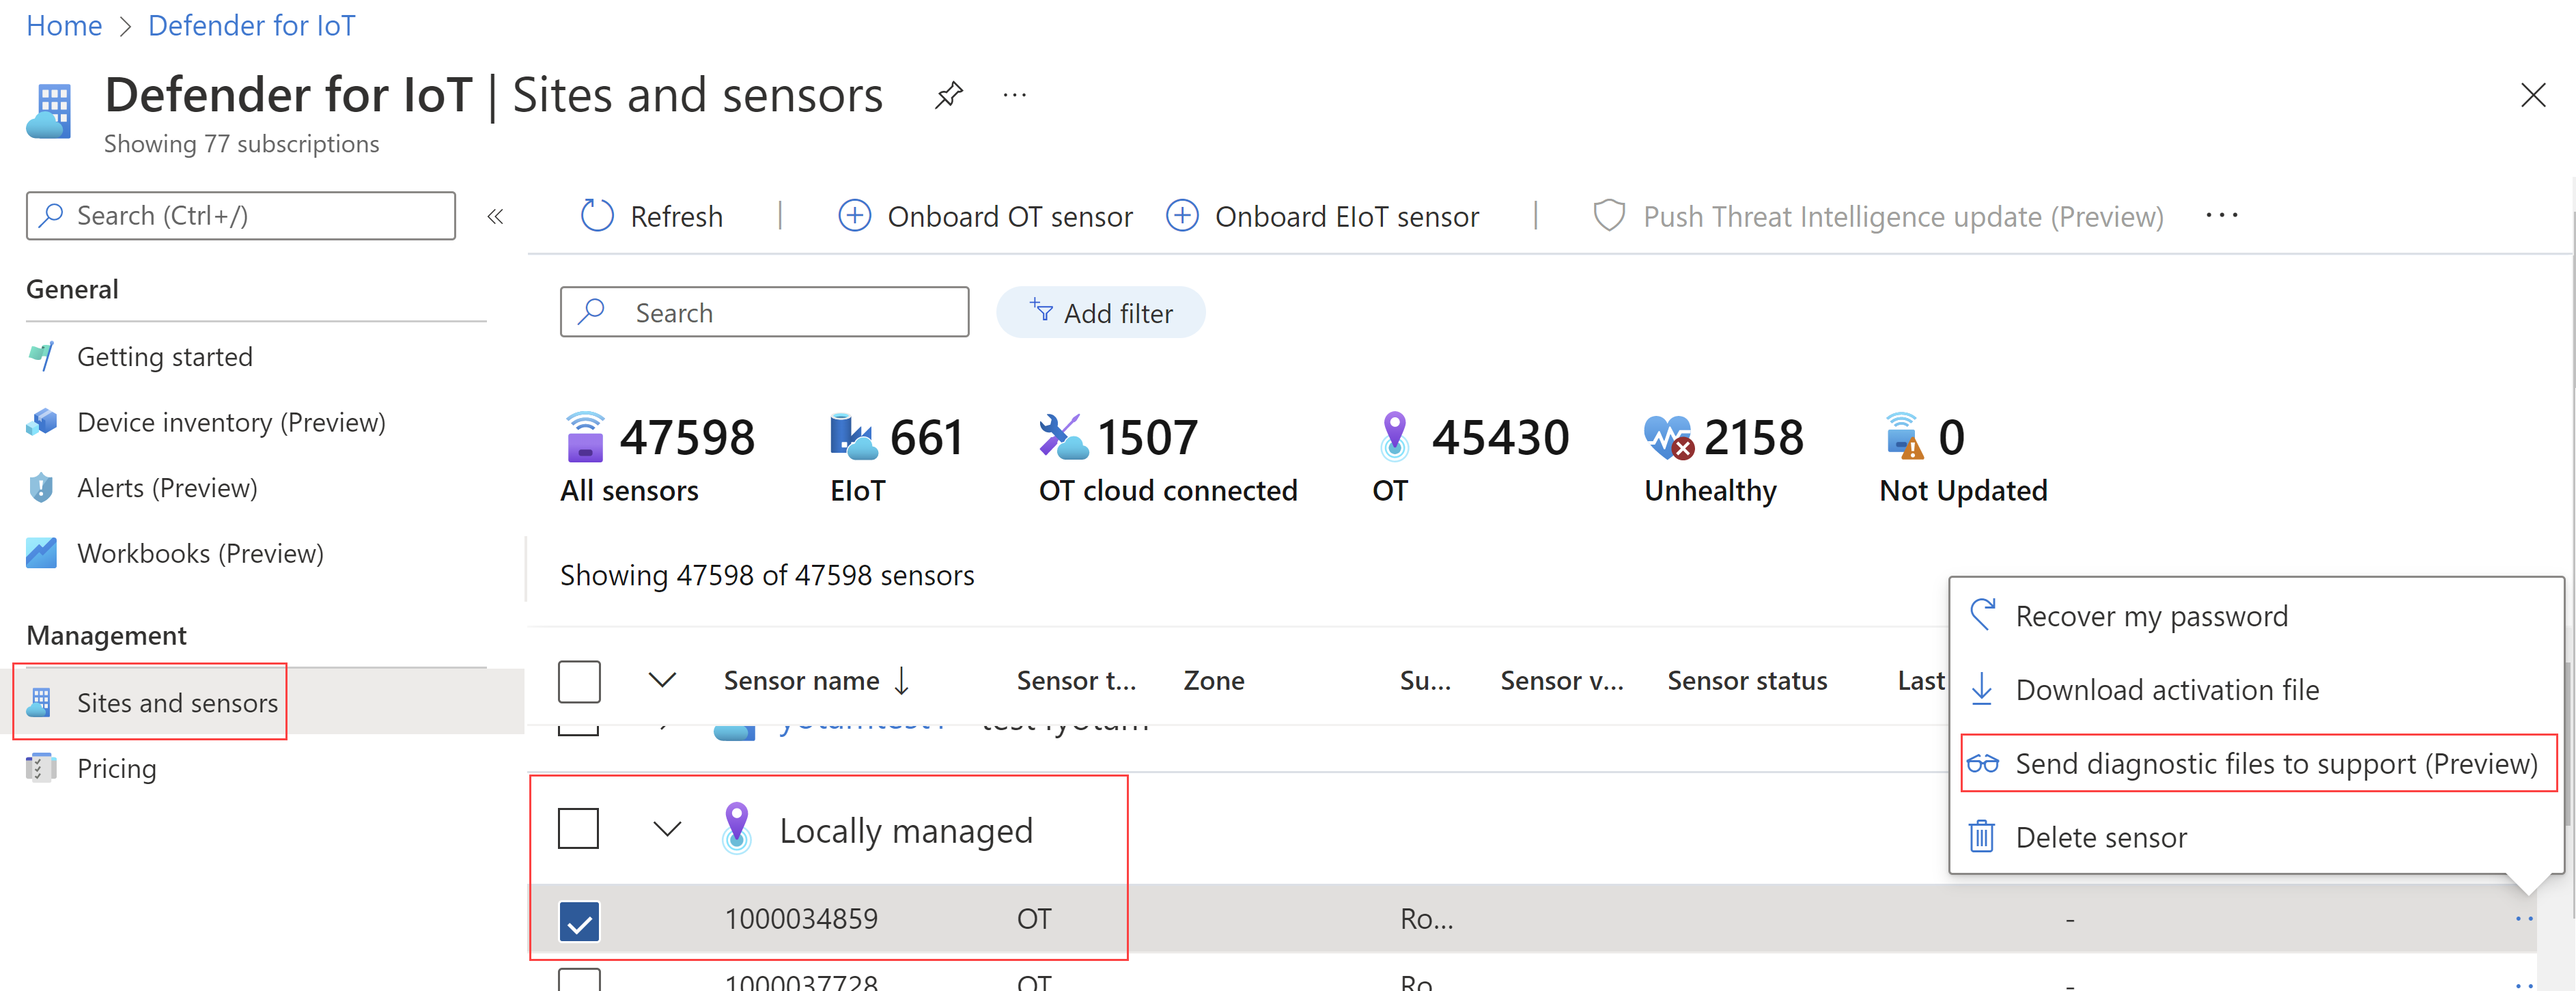 Home > Defender for IoT
Defender for IoT | Sites and sensors ...
Showing 77 subscriptions
Search (Ctrl+/)
«
General
Getting started
Device inventory (Preview)
Alerts (Preview)
Workbooks (Preview)
Management
Sites and sensors
Pricing
Refresh | Onboard OT sensor Onboard EIoT sensor | Push Threat Intelligence update (Preview) ...
Search Add filter
47598 661 1507 45430 2158 0
All sensors EIoT OT cloud connected OT Unhealthy Not Updated
Showing 47598 of 47598 sensors
Sensor name ↓ Sensor t... Zone Su... Sensor v... Sensor status Last
Locally managed
1000034859 OT Ro... -
1000037728 OT Ro -
Recover my password
Download activation file
Send diagnostic files to support (Preview)
Delete sensor